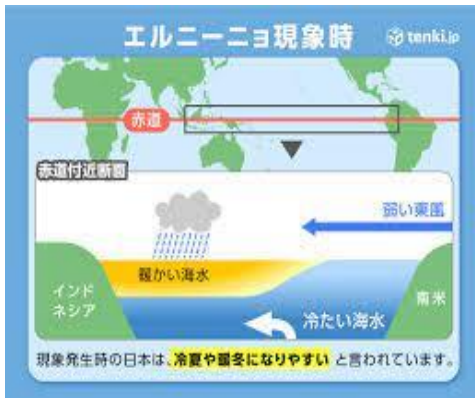 エルニーニョ現象時
tenki.jp
赤道
赤道付近断面
弱い東風
暖かい海水
インド
ネシア
南米
冷たい海水
現象発生時の日本は、冷夏や暖冬になりやすい と言われています。